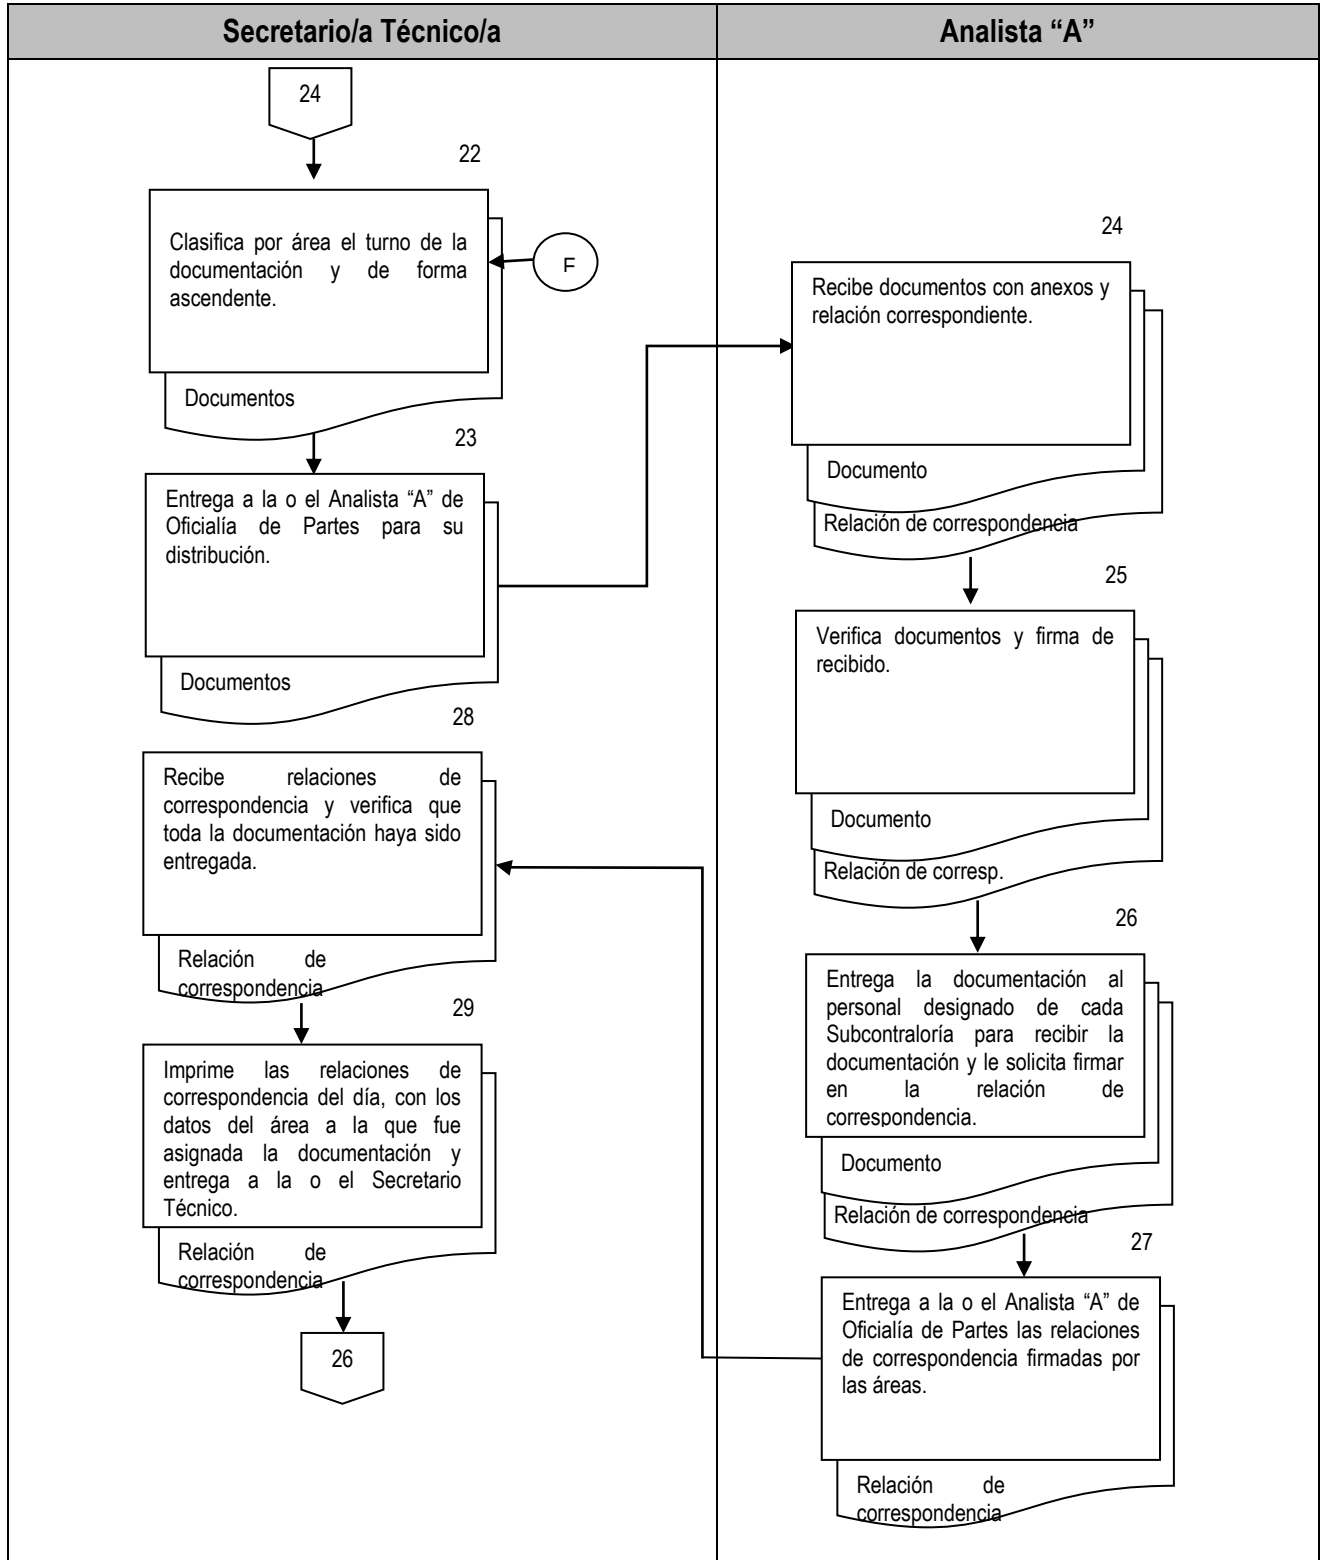 Secretario/a Técnico/a
Analista “A”
24
22
Clasifica por área el turno de la
documentación y de forma
ascendente.
F
Documentos
23
Entrega a la o el Analista “A” de
Oficialía de Partes para su
distribución.
Documentos
24
Recibe documentos con anexos y
relación correspondiente.
Documento
Relación de correspondencia
25
Verifica documentos y firma de
recibido.
Documento
Relación de corresp.
26
Entrega la documentación al
personal designado de cada
Subcontraloría para recibir la
documentación y le solicita firmar
en la relación de
correspondencia.
Documento
Relación de correspondencia
27
Entrega a la o el Analista “A” de
Oficialía de Partes las relaciones
de correspondencia firmadas por
las áreas.
Relación de
correspondencia
28
Recibe relaciones de
correspondencia y verifica que
toda la documentación haya sido
entregada.
Relación de
correspondencia
29
Imprime las relaciones de
correspondencia del día, con los
datos del área a la que fue
asignada la documentación y
entrega a la o el Secretario
Técnico.
Relación de
correspondencia
26